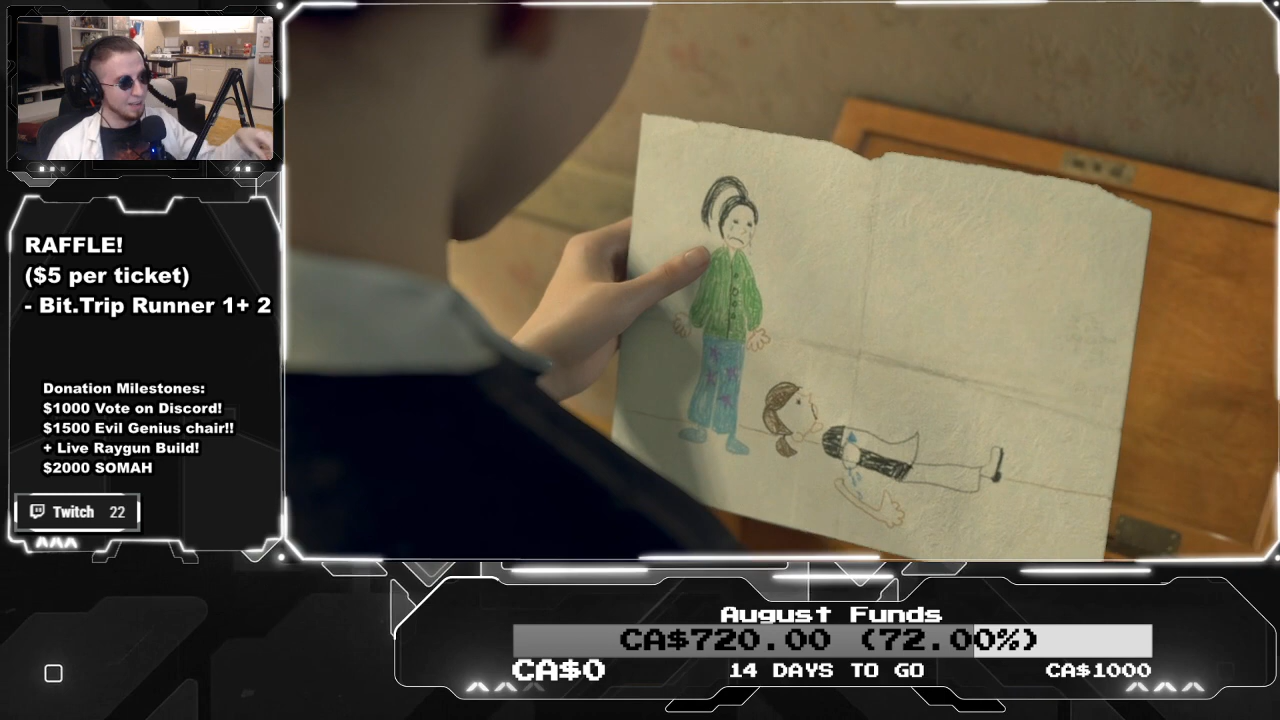 RAFFLE!
($5 per ticket)
- Bit.Trip Runner 1+ 2
Donation Milestones:
$1000 Vote on Discord!
$1500 Evil Genius chair!!
+ Live Raygun Build!
$2000 SOMAH
Twitch 22
August Funds
CA$720.00 (72.00%)
CA$0 14 DAYS TO GO CA$1000